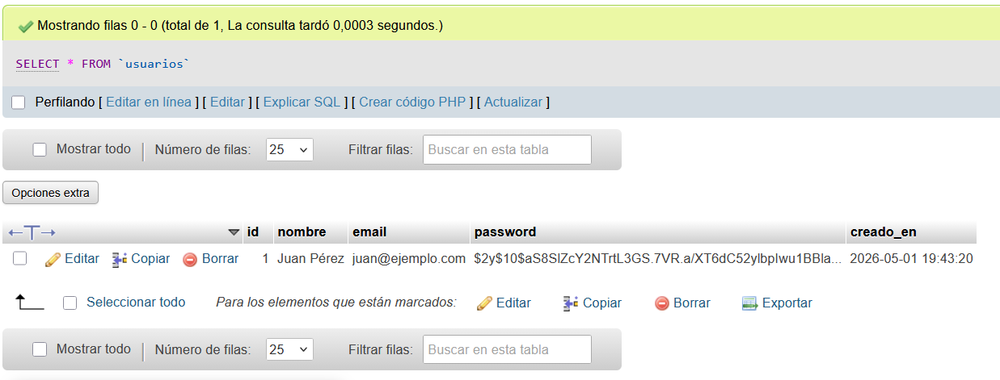 Mostrando filas 0 - 0 (total de 1, La consulta tardó 0,0003 segundos.)
SELECT * FROM `usuarios`
Perfilando [ Editar en línea ] [ Editar ] [ Explicar SQL ] [ Crear código PHP ] [ Actualizar ]
Mostrar todo | Número de filas: 25 Filtrar filas: Buscar en esta tabla
Opciones extra
id nombre email password creado_en
Editar Copiar Borrar 1 Juan Pérez juan@ejemplo.com $2y$10$aS8SlZcY2NTrtL3GS.7VR.a/XT6dC52ylbpIwu1BBla... 2026-05-01 19:43:20
Seleccionar todo Para los elementos que están marcados: Editar Copiar Borrar Exportar
Mostrar todo | Número de filas: 25 Filtrar filas: Buscar en esta tabla